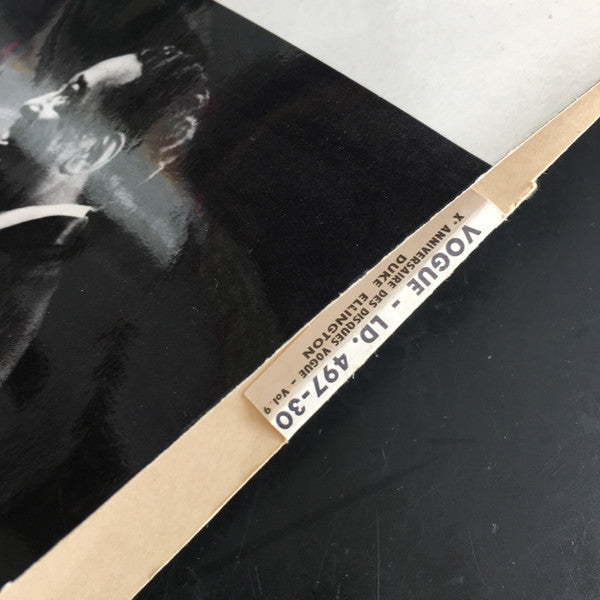 VOGUE - LD. 497-30
Xe ANNIVERSAIRE DES DISQUES VOGUE - Vol. 9
DUKE ELLINGTON